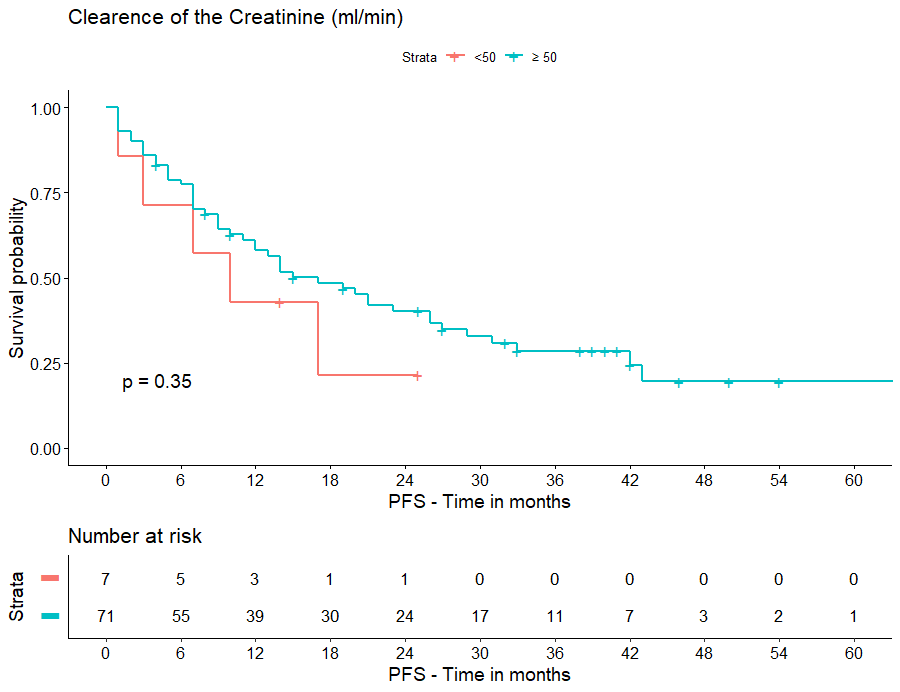 Clearence of the Creatinine (ml/min)
Strata <50 ≥ 50
Survival probability
1.00
0.75
0.50
0.25
0.00
p = 0.35
0 6 12 18 24 30 36 42 48 54 60
PFS - Time in months
Number at risk
Strata
7 5 3 1 1 0 0 0 0 0 0
71 55 39 30 24 17 11 7 3 2 1
0 6 12 18 24 30 36 42 48 54 60
PFS - Time in months